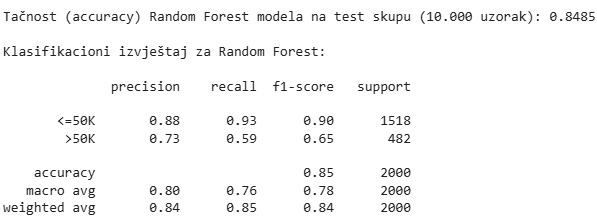 Tačnost (accuracy) Random Forest modela na test skupu (10.000 uzorak): 0.8485
Klasifikacioni izvještaj za Random Forest:
precision recall f1-score support
<=50K 0.88 0.93 0.90 1518
>50K 0.73 0.59 0.65 482
accuracy 0.85 2000
macro avg 0.80 0.76 0.78 2000
weighted avg 0.84 0.85 0.84 2000